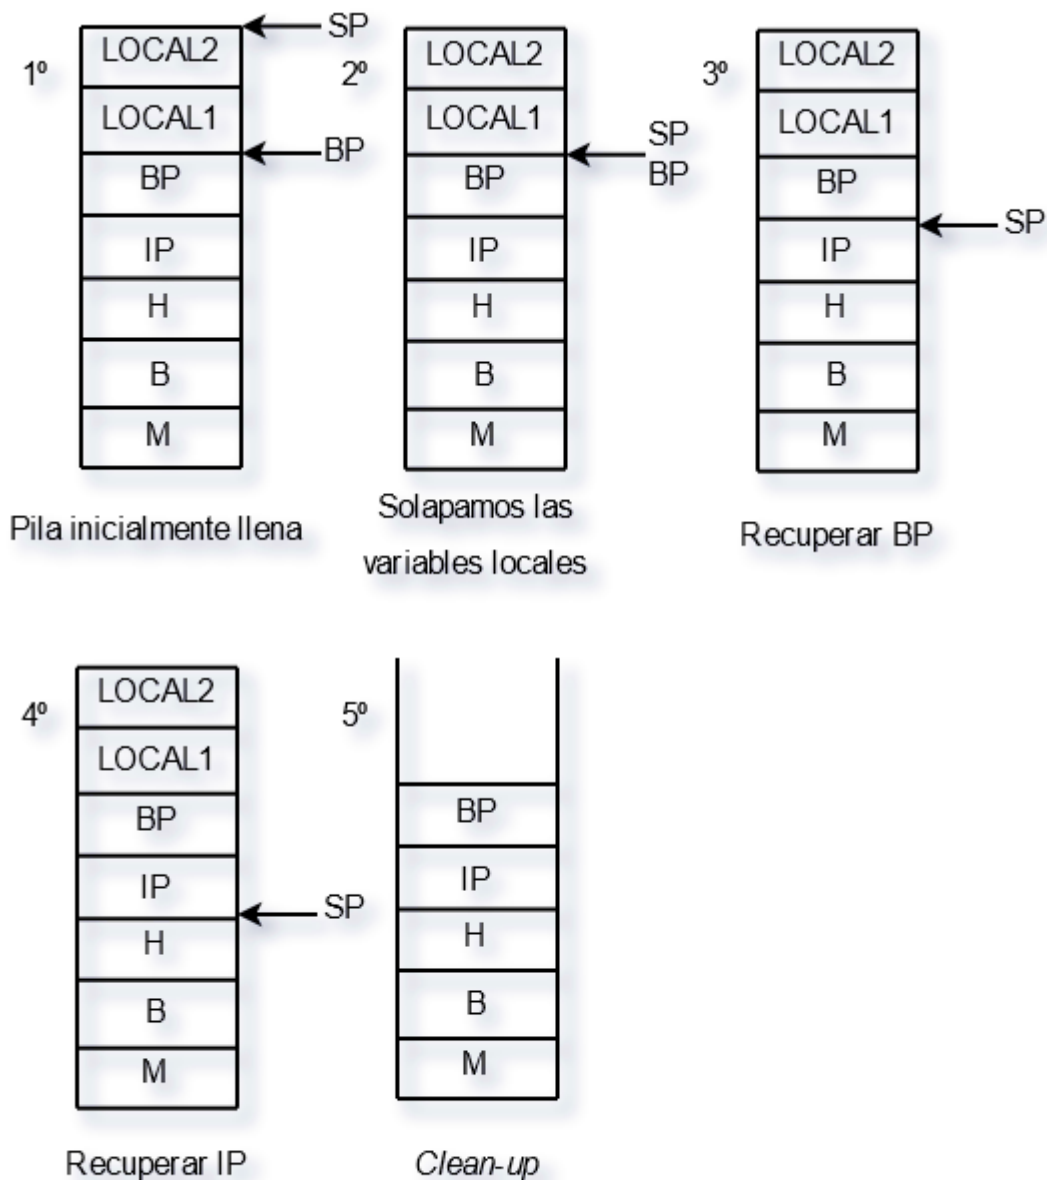 1º
LOCAL2
LOCAL1
BP
IP
H
B
M
SP
BP
Pila inicialmente llena
2º
LOCAL2
LOCAL1
BP
IP
H
B
M
SP
BP
Solapamos las
variables locales
3º
LOCAL2
LOCAL1
BP
IP
H
B
M
SP
Recuperar BP
4º
LOCAL2
LOCAL1
BP
IP
H
B
M
SP
Recuperar IP
5º
BP
IP
H
B
M
Clean-up